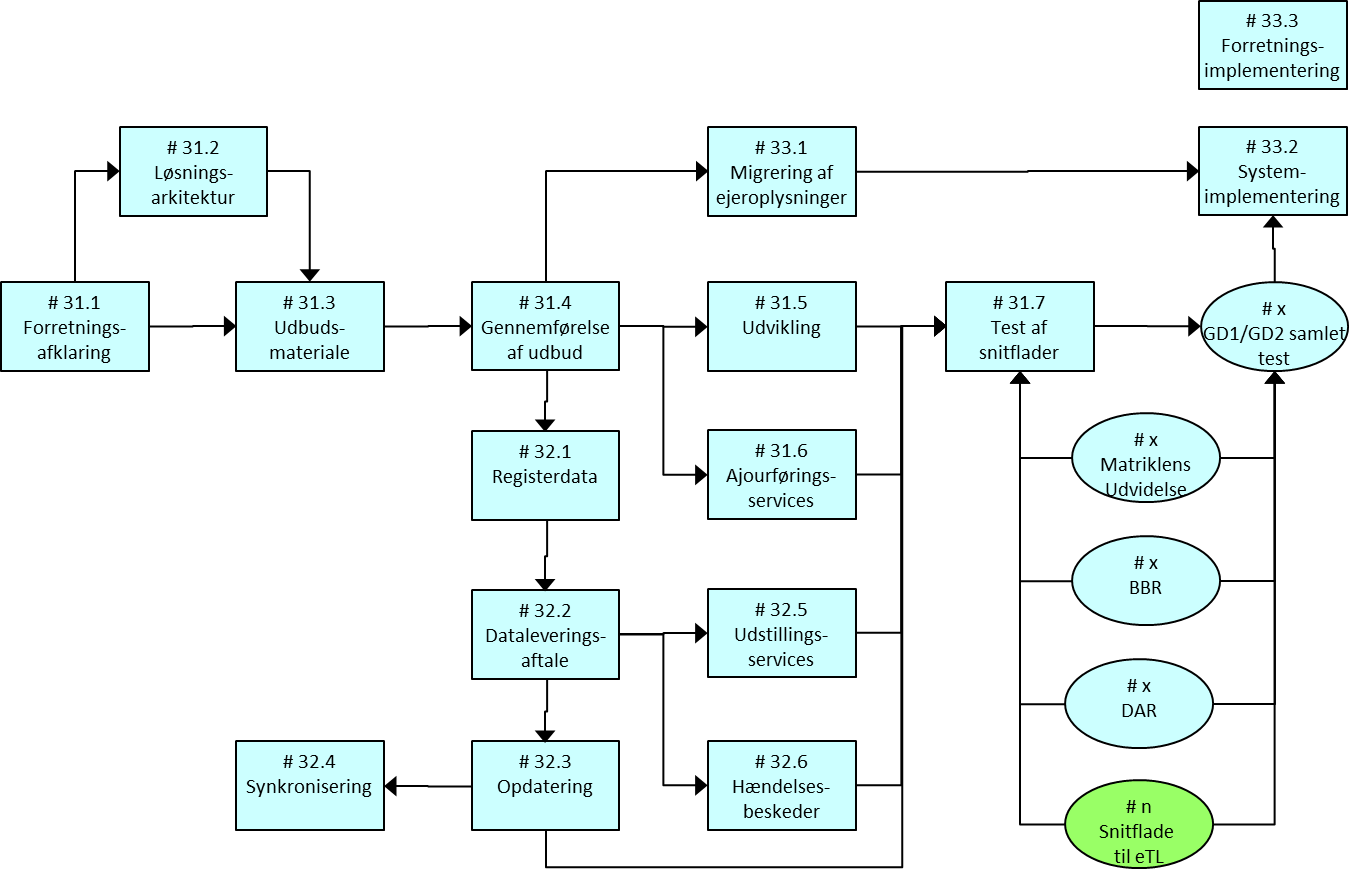 # 33.3
Forretnings-
implementering
# 31.2
Løsnings-
arkitektur
# 33.1
Migrering af
ejeroplysninger
# 33.2
System-
implementering
# 31.1
Forretnings-
afklaring
# 31.3
Udbuds-
materiale
# 31.4
Gennemførelse
af udbud
# 31.5
Udvikling
# 31.7
Test af
snitflader
# x
GD1/GD2 samlet
test
# 32.1
Registerdata
# 31.6
Ajourførings-
services
# x
Matriklens
Udvidelse
# x
BBR
# 32.2
Dataleverings-
aftale
# 32.5
Udstillings-
services
# x
DAR
# 32.4
Synkronisering
# 32.3
Opdatering
# 32.6
Hændelses-
beskeder
# n
Snitflade
til eTL